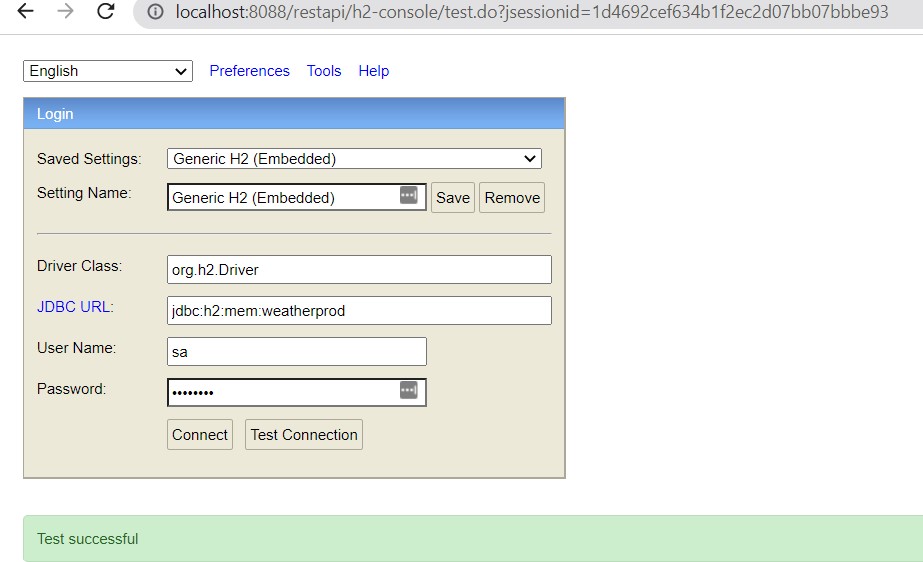 localhost:8088/restapi/h2-console/test.do?jsessionid=1d4692cef634b1f2ec2d07bb07bbbe93
English Preferences Tools Help
Login
Saved Settings: Generic H2 (Embedded)
Setting Name: Generic H2 (Embedded) Save Remove
Driver Class: org.h2.Driver
JDBC URL: jdbc:h2:mem:weatherprod
User Name: sa
Password: ••••••••
Connect Test Connection
Test successful